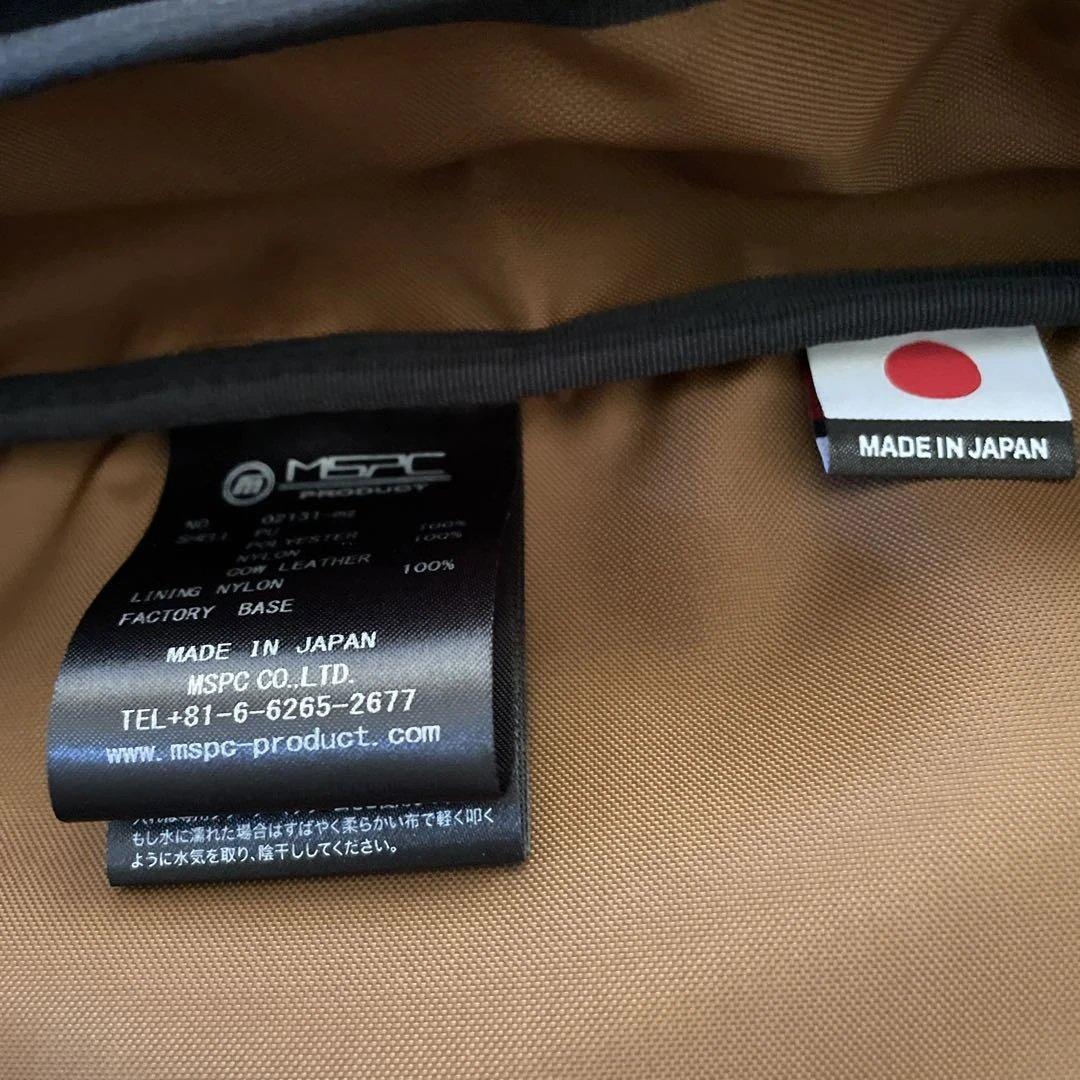 m MSPC
PRODUCT
NO. 02131-
SHELL PU 100%
POLYESTER 100%
NYLON
COW LEATHER
LINING NYLON 100%
FACTORY BASE
MADE IN JAPAN
MSPC CO.,LTD.
TEL+81-6-6265-2677
www.mspc-product.com
もし水に濡れた場合はすばやく柔らかい布で軽く叩く
ように水気を取り、陰干ししてください。
MADE IN JAPAN